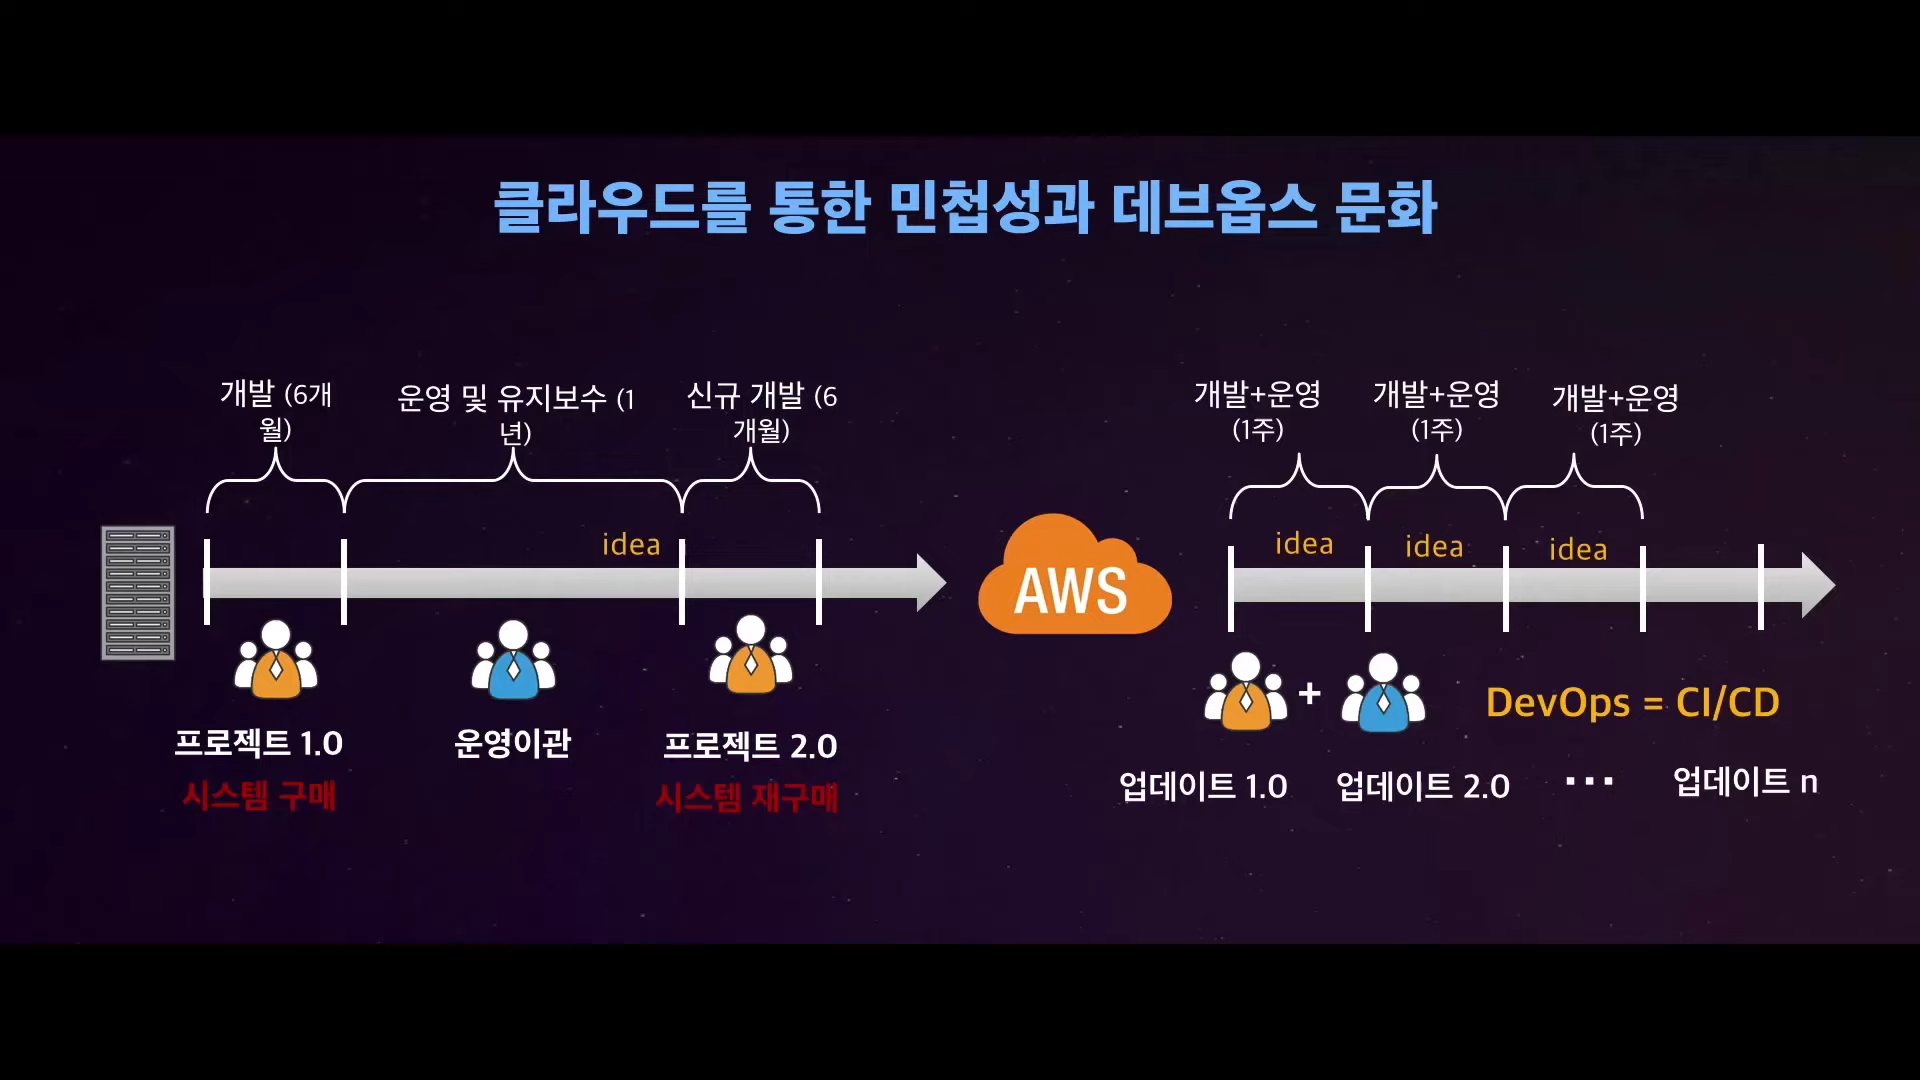 클라우드를 통한 민첩성과 데브옵스 문화
개발 (6개
월)
운영 및 유지보수 (1
년)
신규 개발 (6
개월)
idea
프로젝트 1.0
시스템 구매
운영이관
프로젝트 2.0
시스템 재구매
AWS
개발+운영
(1주)
개발+운영
(1주)
개발+운영
(1주)
idea
idea
idea
+
DevOps = CI/CD
업데이트 1.0
업데이트 2.0
...
업데이트 n